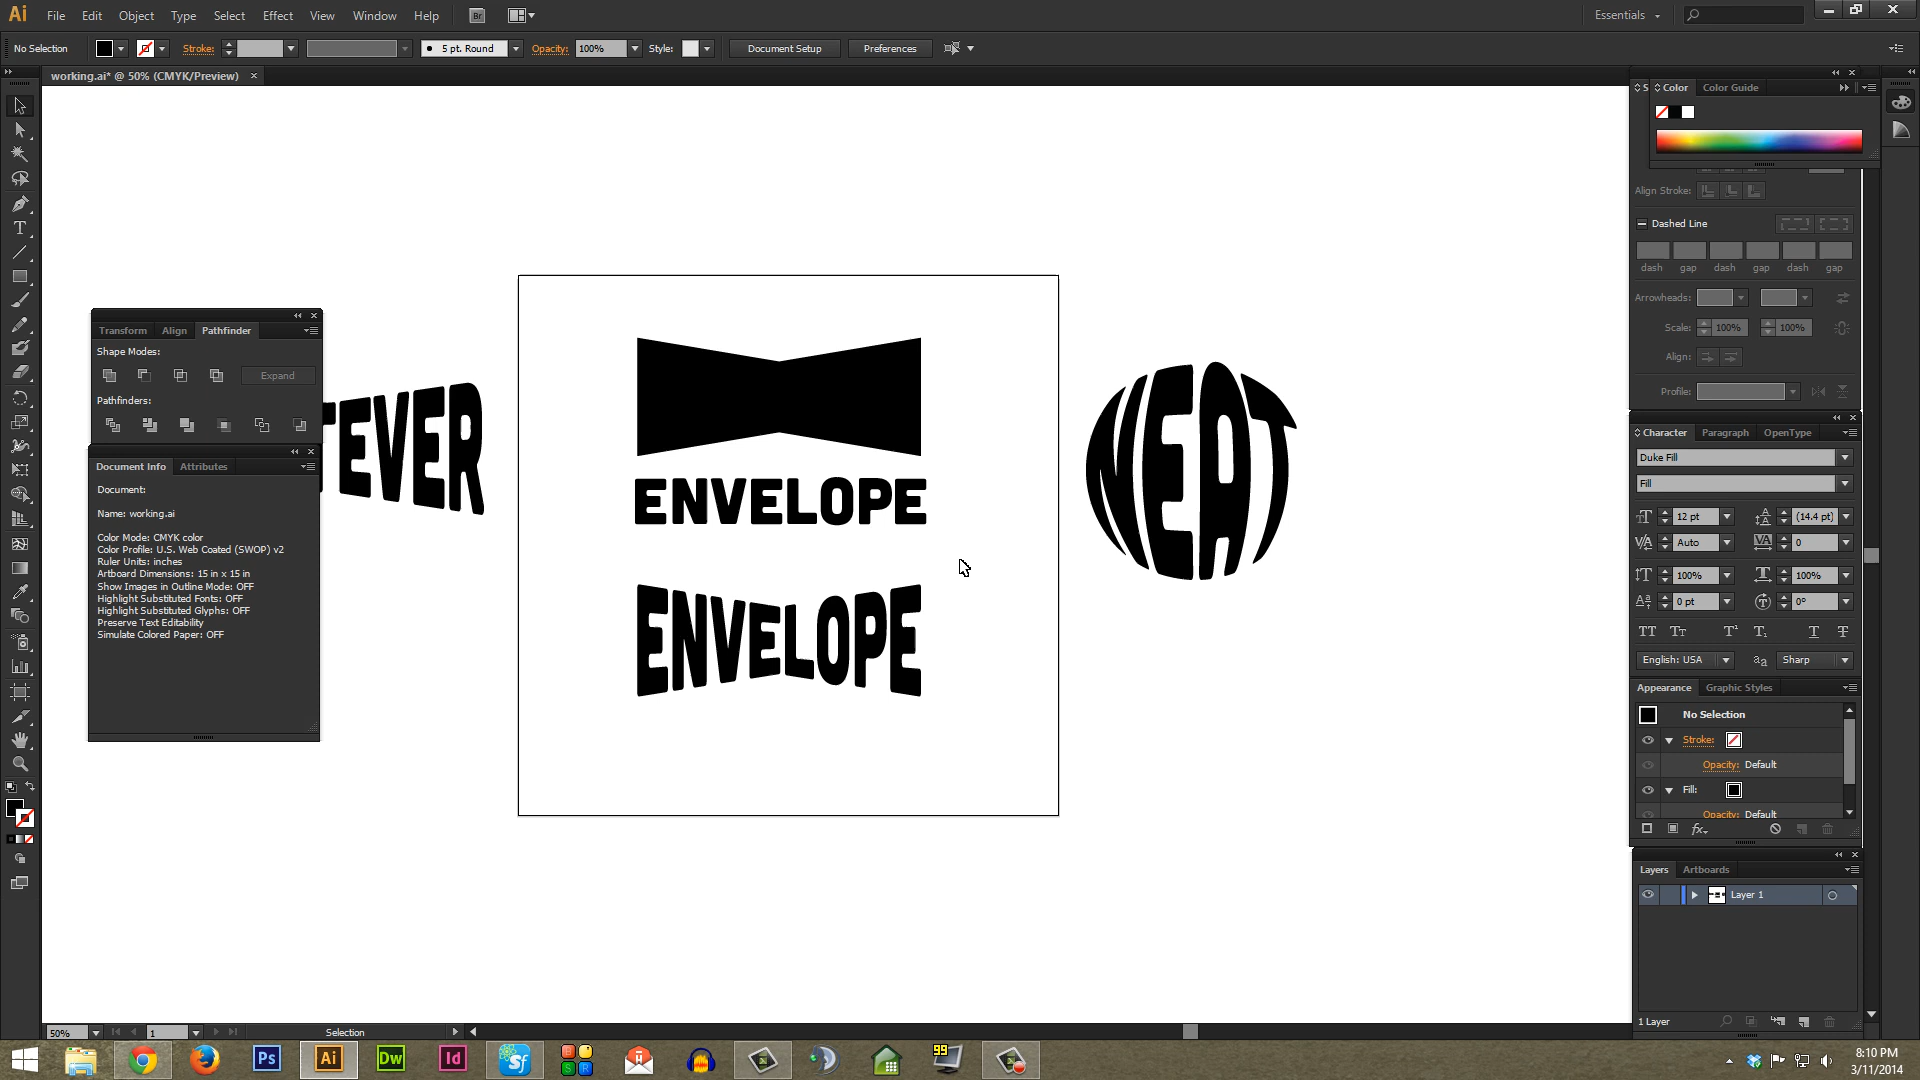 Ai File Edit Object Type Select Effect View Window Help Br Essentials
No Selection Stroke: 5 pt. Round Opacity: 100% Style: Document Setup Preferences
working.ai* @ 50% (CMYK/Preview)
Color Color Guide
Align Stroke:
Dashed Line
dash gap dash gap dash gap
Arrowheads:
Scale: 100% 100%
Align:
Profile:
Transform Align Pathfinder
Shape Modes:
Expand
Pathfinders:
Document Info Attributes
Document:
Name: working.ai
Color Mode: CMYK color
Color Profile: U.S. Web Coated (SWOP) v2
Ruler Units: inches
Artboard Dimensions: 15 in x 15 in
Show Images in Outline Mode: OFF
Highlight Substituted Fonts: OFF
Highlight Substituted Glyphs: OFF
Preserve Text Editability
Simulate Colored Paper: OFF
TEVER
ENVELOPE
ENVELOPE
NEAT
Character Paragraph OpenType
Duke Fill
Fill
12 pt (14.4 pt)
Auto 0
100% 100%
0 pt 0°
English: USA Sharp
Appearance Graphic Styles
No Selection
Stroke:
Opacity: Default
Fill:
Opacity: Default
Layers Artboards
Layer 1
1 Layer
50% 1 Selection
Ps Ai Dw Id Sf 99
8:10 PM
3/11/2014